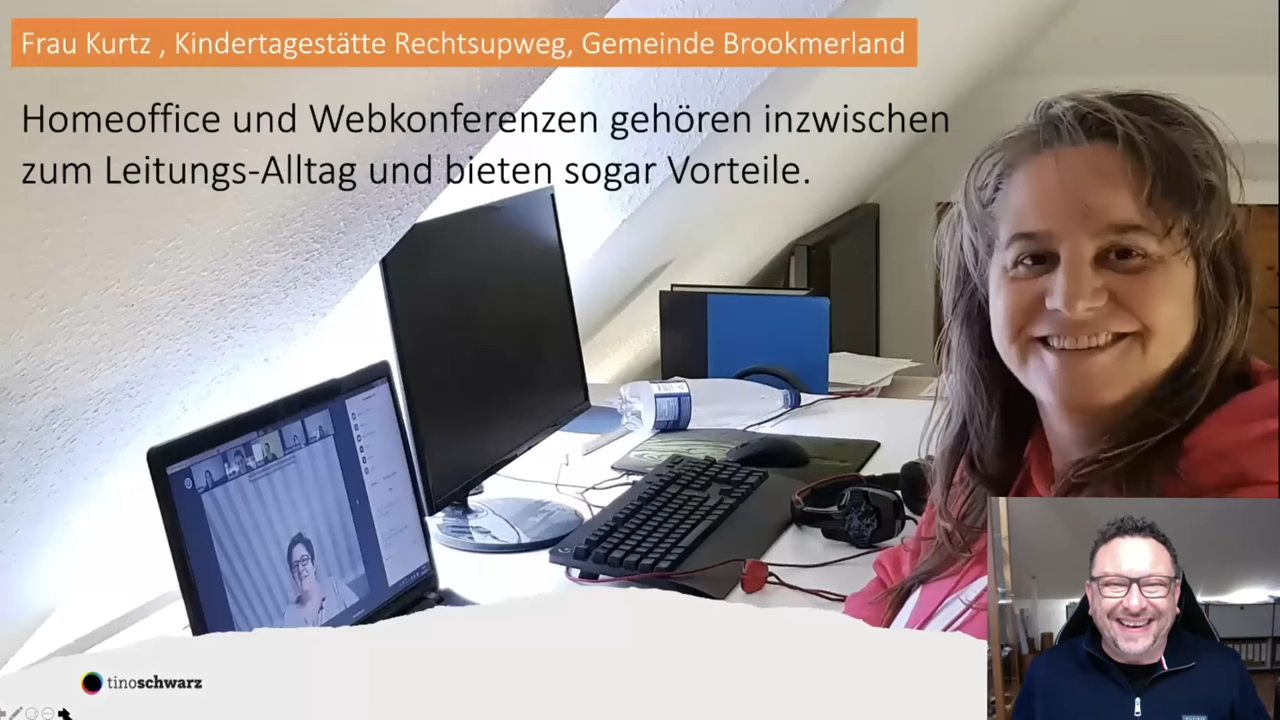 Frau Kurtz , Kindertagestätte Rechtsupweg, Gemeinde Brookmerland
Homeoffice und Webkonferenzen gehören inzwischen
zum Leitungs-Alltag und bieten sogar Vorteile.
tinoschwarz